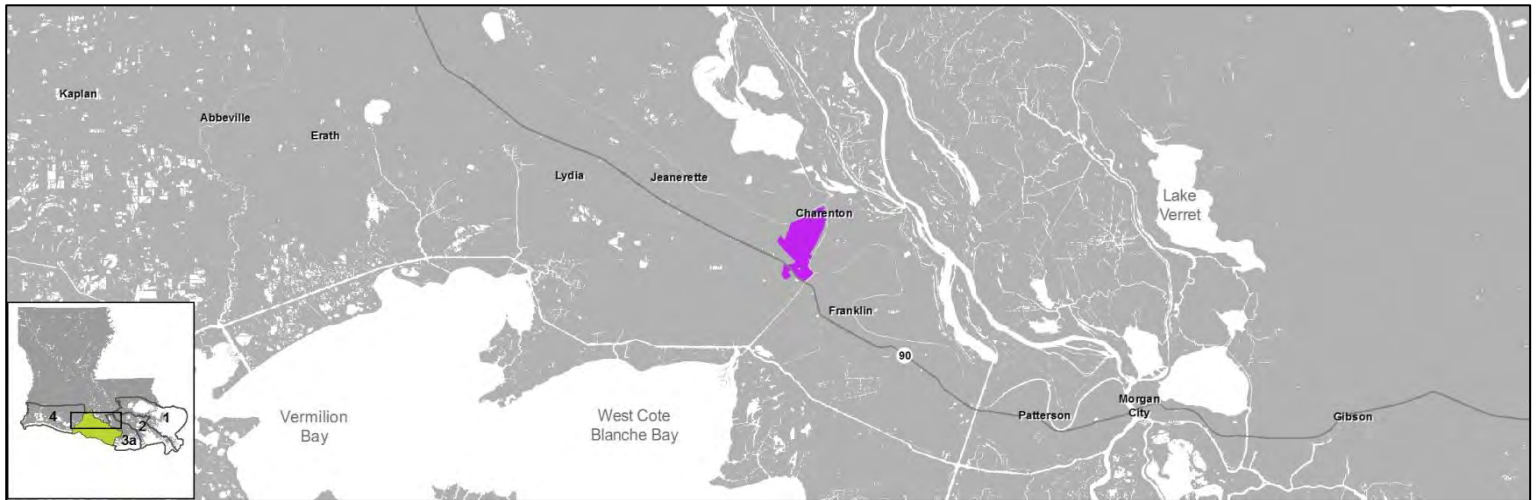 Kaplan
Abbeville
Erath
Lydia
Jeanerette
Charenton
Lake
Verret
Franklin
90
Vermilion
Bay
West Cote
Blanche Bay
Patterson
Morgan
City
Gibson
4
1
2
3a